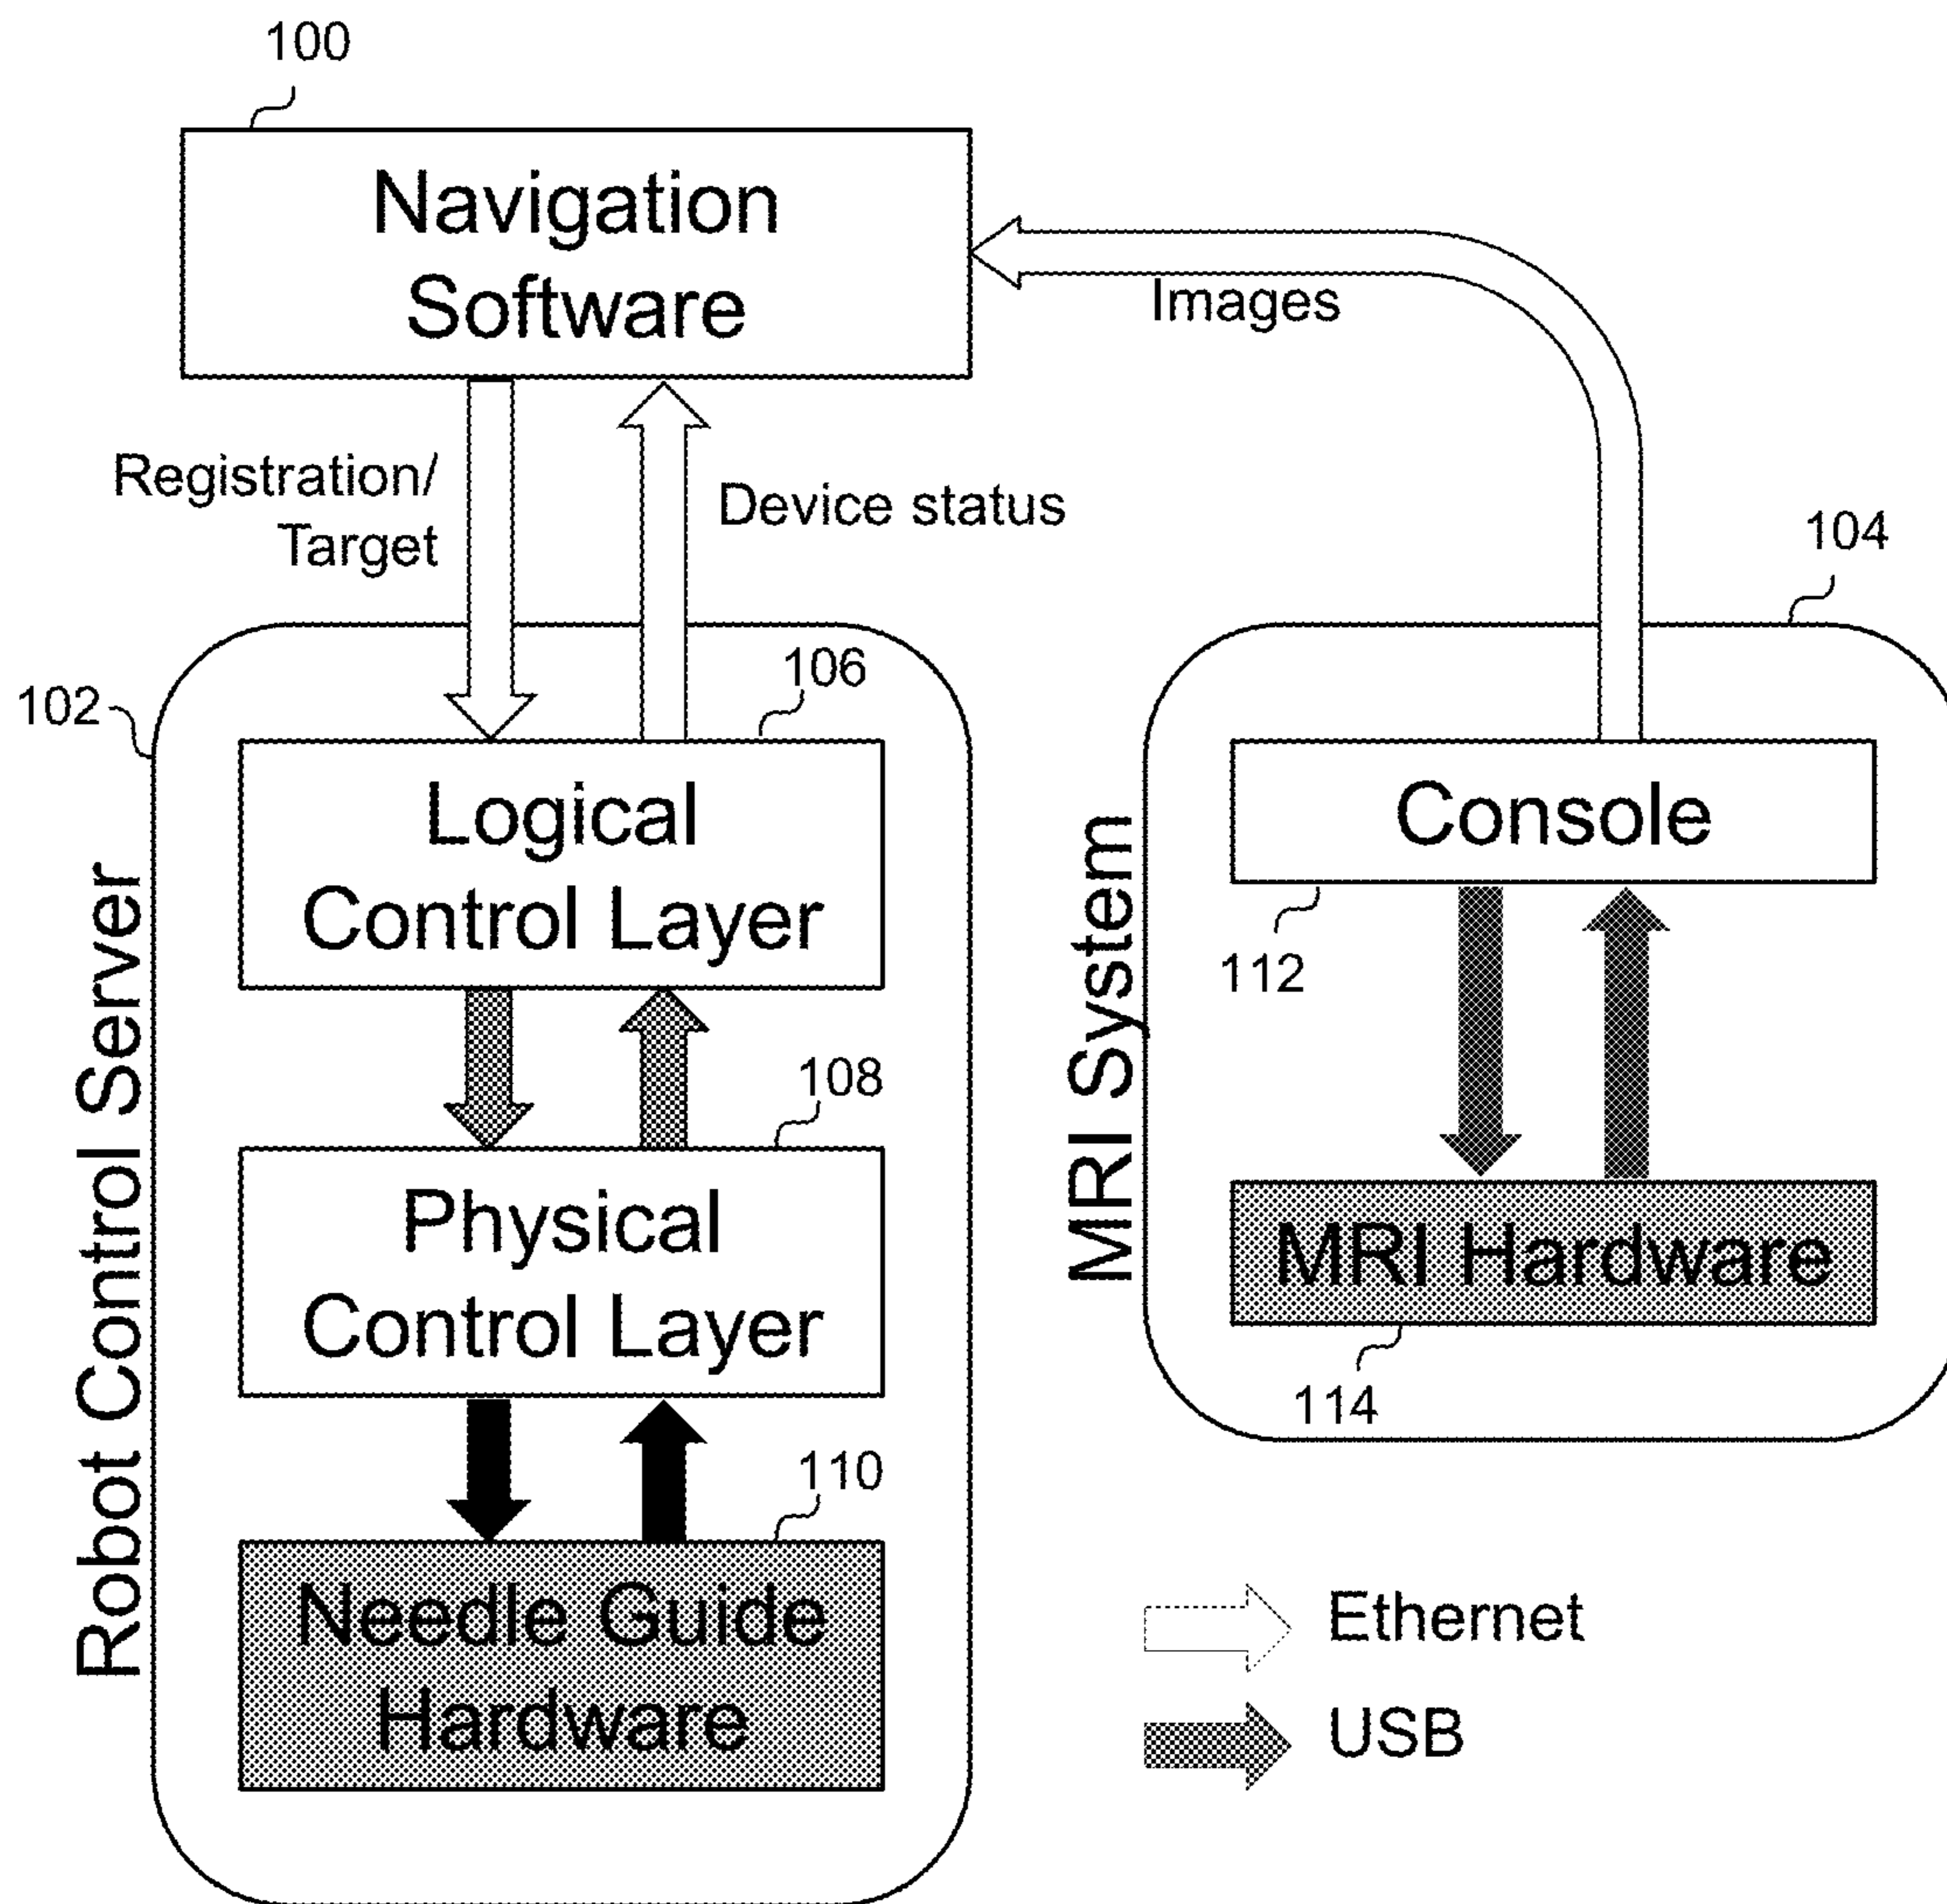 100
Navigation
Software
Images
Registration/
Target
Device status
104
102
106
Logical
Control Layer
Robot Control Server
108
Physical
Control Layer
110
Needle Guide
Hardware
MRI System
Console
112
MRI Hardware
114
Ethernet
USB